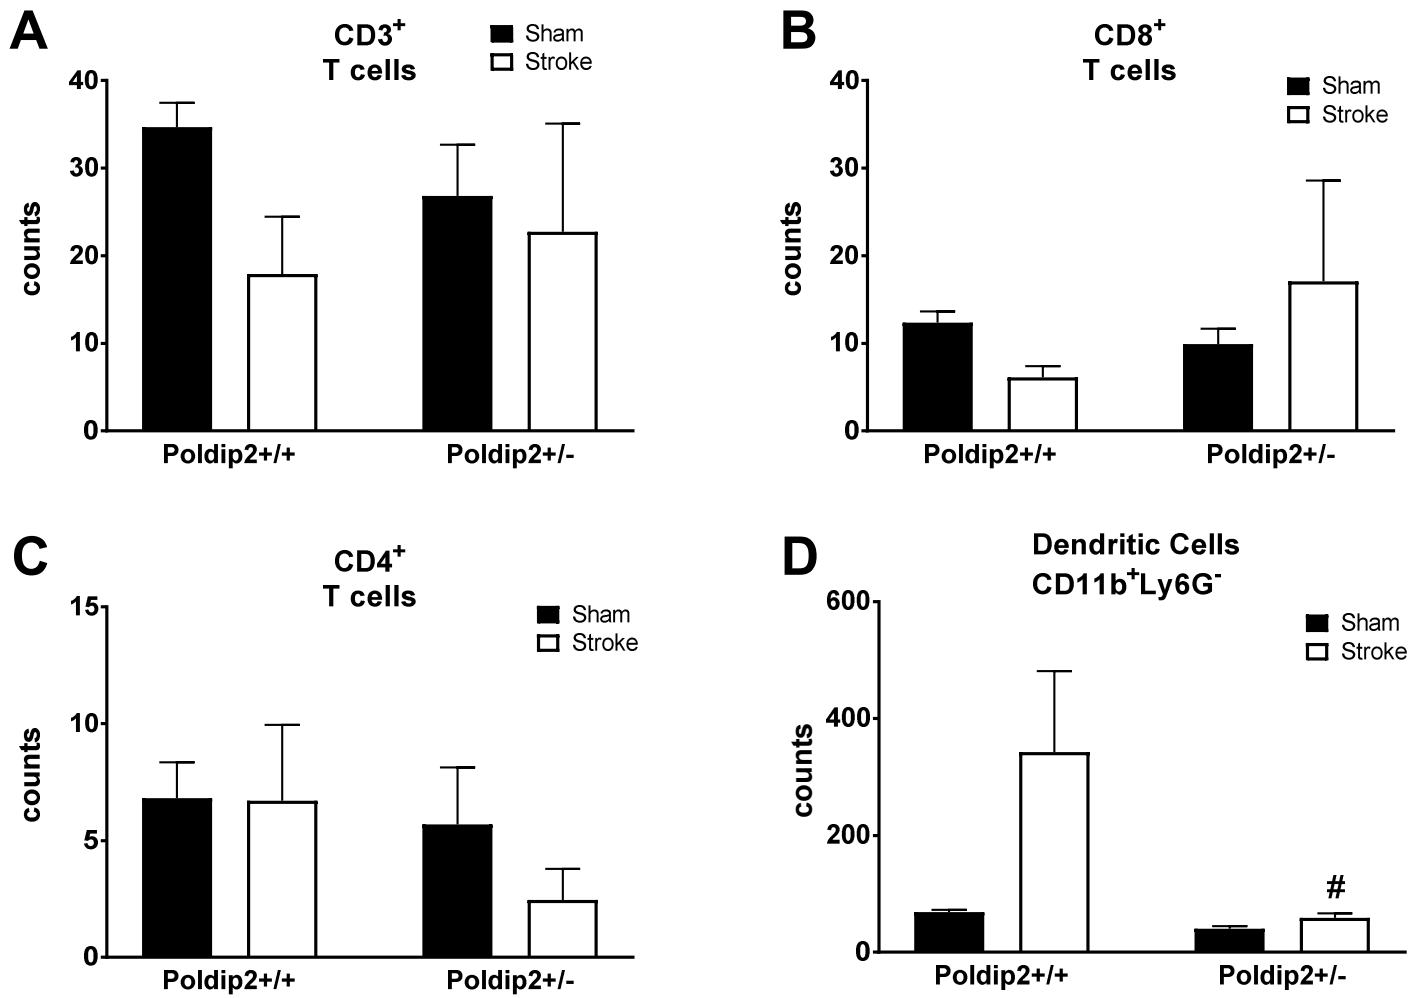 A
CD3⁺
T cells
Sham
Stroke
40
30
20
10
0
counts
Poldip2+/+
Poldip2+/-
B
CD8⁺
T cells
Sham
Stroke
40
30
20
10
0
counts
Poldip2+/+
Poldip2+/-
C
CD4⁺
T cells
Sham
Stroke
15
10
5
0
counts
Poldip2+/+
Poldip2+/-
D
Dendritic Cells
CD11b⁺Ly6G⁻
Sham
Stroke
600
400
200
0
counts
#
Poldip2+/+
Poldip2+/-